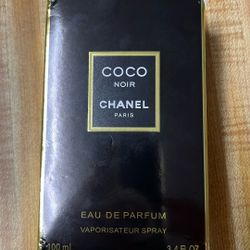 COCO
NOIR
CHANEL
PARIS
EAU DE PARFUM
VAPORISATEUR SPRAY
100 ml 3.4 FL OZ